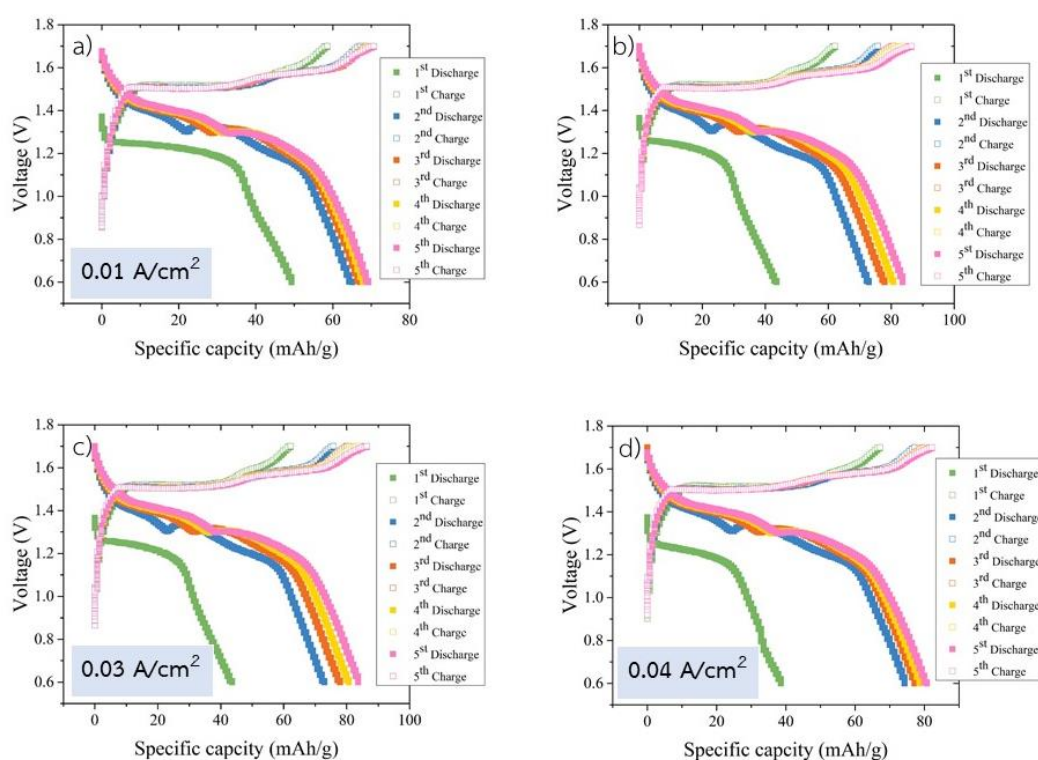 a)
1.8
1.6
1.4
1.2
1.0
0.8
0.6
Voltage (V)
0 20 40 60 80
Specific capcity (mAh/g)
0.01 A/cm²
1st Discharge
1st Charge
2nd Discharge
2nd Charge
3rd Discharge
3rd Charge
4th Discharge
4th Charge
5th Discharge
5th Charge
b)
1.8
1.6
1.4
1.2
1.0
0.8
0.6
Voltage (V)
0 20 40 60 80 100
Specific capcity (mAh/g)
1st Discharge
1st Charge
2nd Discharge
2nd Charge
3rd Discharge
3rd Charge
4th Discharge
4th Charge
5st Discharge
5th Charge
c)
1.8
1.6
1.4
1.2
1.0
0.8
0.6
Voltage (V)
0 20 40 60 80 100
Specific capcity (mAh/g)
0.03 A/cm²
1st Discharge
1st Charge
2nd Discharge
2nd Charge
3rd Discharge
3rd Charge
4th Discharge
4th Charge
5st Discharge
5th Charge
d)
1.8
1.6
1.4
1.2
1.0
0.8
0.6
Voltage (V)
0 20 40 60 80
Specific capcity (mAh/g)
0.04 A/cm²
1st Discharge
1st Charge
2nd Discharge
2nd Charge
3rd Discharge
3rd Charge
4th Discharge
4th Charge
5st Discharge
5th Charge